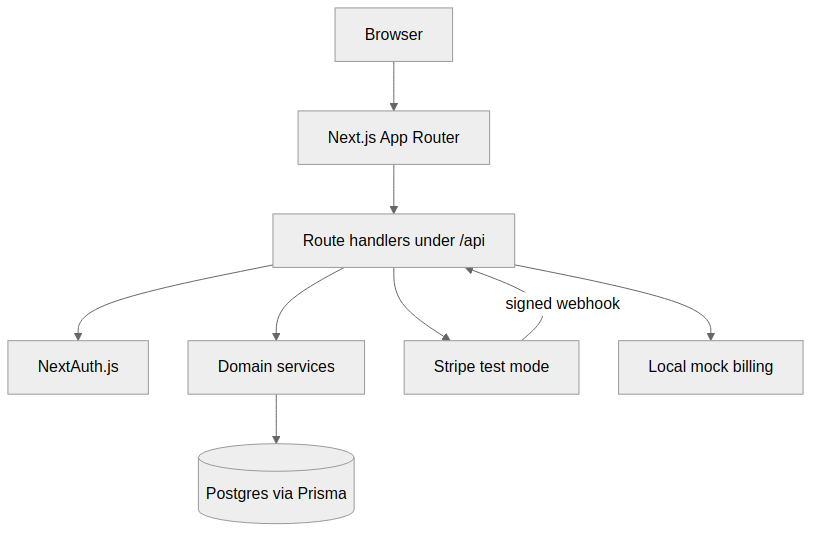 Browser
Next.js App Router
Route handlers under /api
signed webhook
NextAuth.js
Domain services
Stripe test mode
Local mock billing
Postgres via Prisma